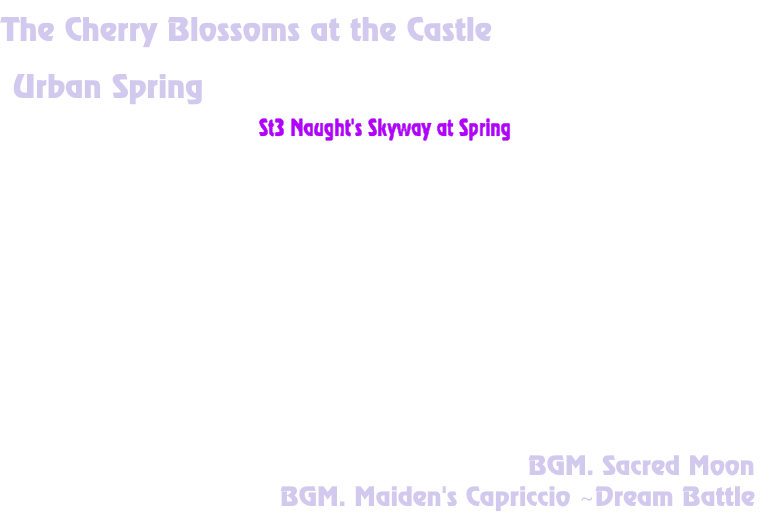 The Cherry Blossoms at the Castle
Urban Spring
St3 Naught's Skyway at Spring
BGM. Sacred Moon
BGM. Maiden's Capriccio ~Dream Battle